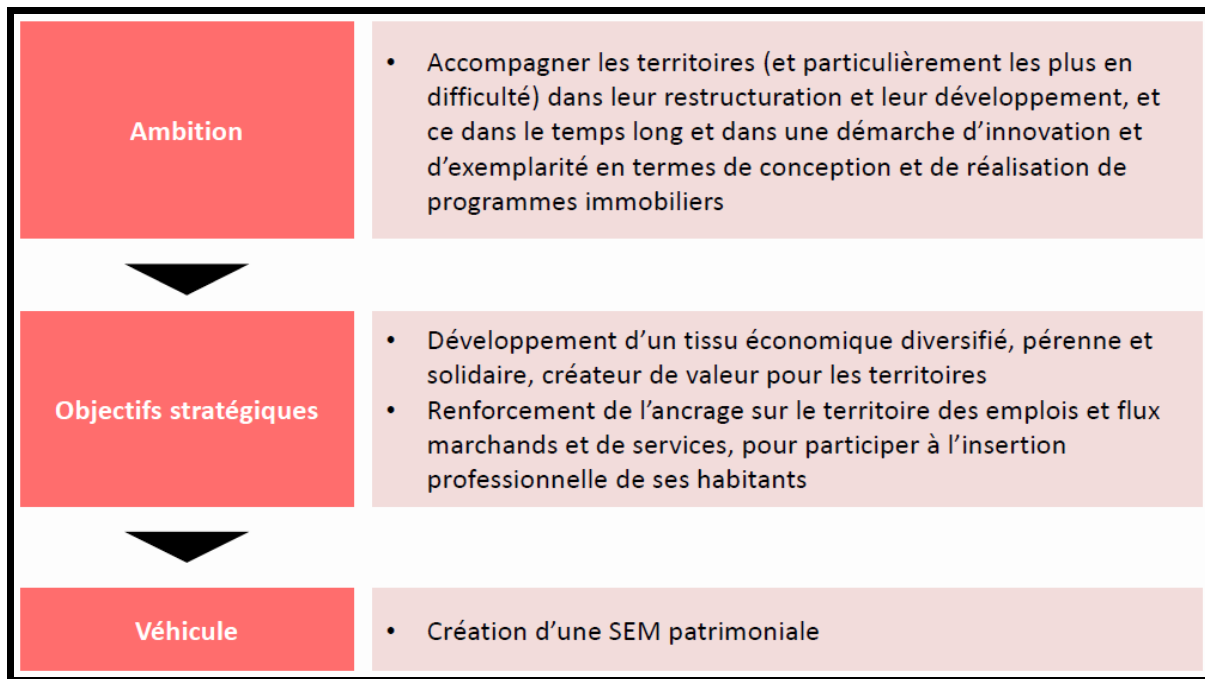 Ambition
• Accompagner les territoires (et particulièrement les plus en
difficulté) dans leur restructuration et leur développement, et
ce dans le temps long et dans une démarche d’innovation et
d’exemplarité en termes de conception et de réalisation de
programmes immobiliers
Objectifs stratégiques
• Développement d’un tissu économique diversifié, pérenne et
solidaire, créateur de valeur pour les territoires
• Renforcement de l’ancrage sur le territoire des emplois et flux
marchands et de services, pour participer à l’insertion
professionnelle de ses habitants
Véhicule
• Création d’une SEM patrimoniale